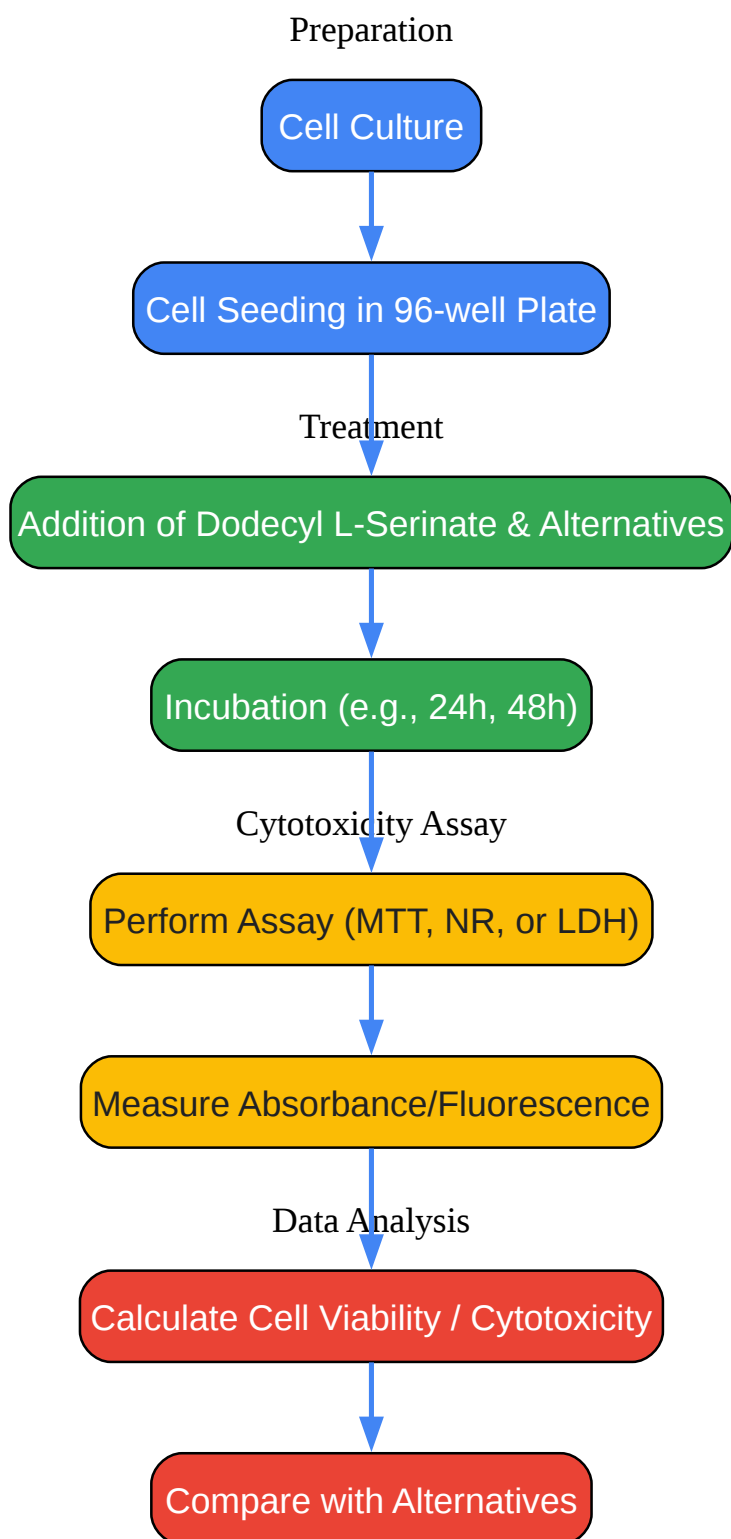 Preparation
Cell Culture
Cell Seeding in 96-well Plate
Treatment
Addition of Dodecyl L-Serinate & Alternatives
Incubation (e.g., 24h, 48h)
Cytotoxicity Assay
Perform Assay (MTT, NR, or LDH)
Measure Absorbance/Fluorescence
Data Analysis
Calculate Cell Viability / Cytotoxicity
Compare with Alternatives